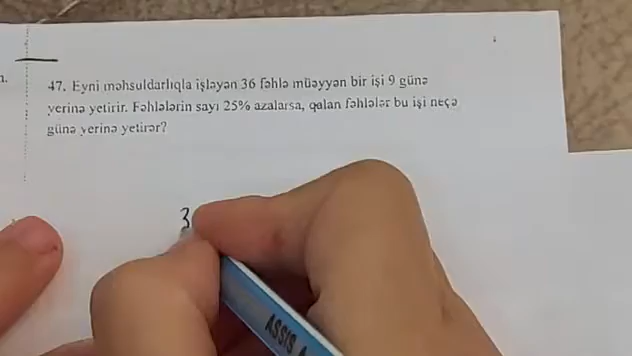 47. Eyni məhsuldarlıqla işləyən 36 fəhlə müəyyən bir işi 9 günə
yerinə yetirir. Fəhlələrin sayı 25% azalarsa, qalan fəhlələr bu işi neçə
günə yerinə yetirər?
3
ASSIS